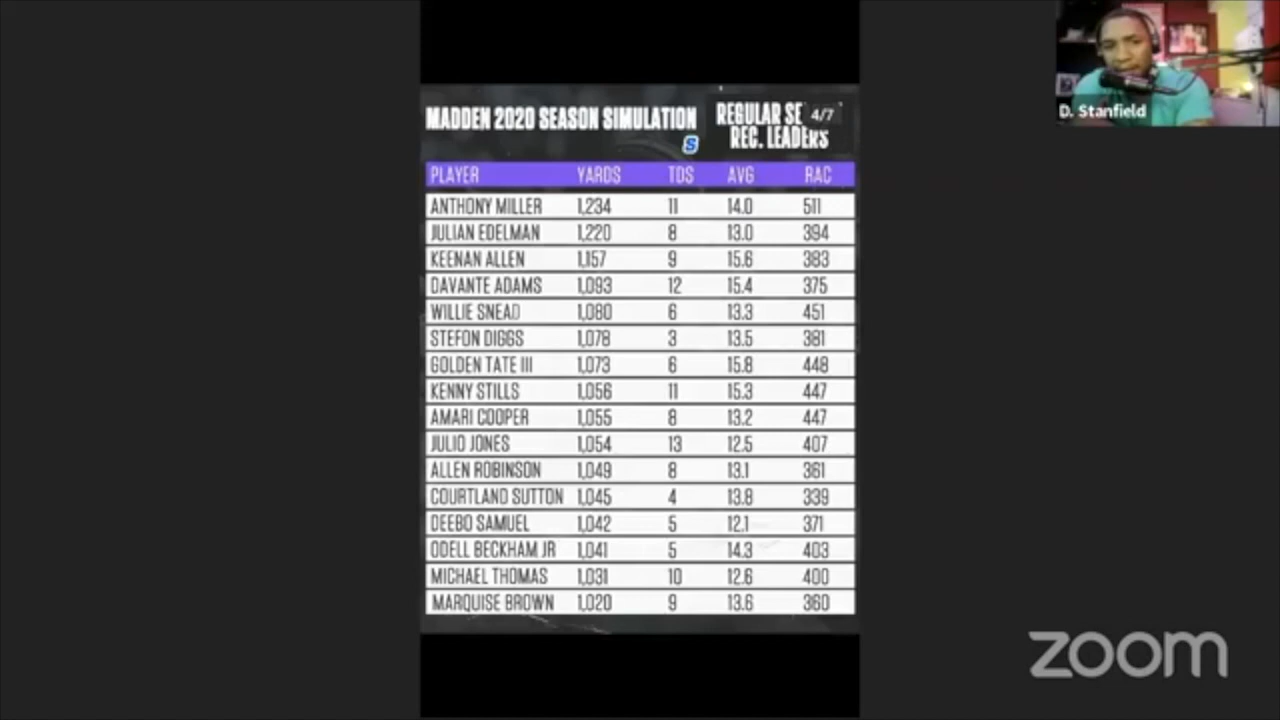 MADDEN 2020 SEASON SIMULATION
S
REGULAR SE 4/7
REC. LEADERS
PLAYER YARDS TDS AVG RAC
ANTHONY MILLER 1,234 11 14.0 511
JULIAN EDELMAN 1,220 8 13.0 394
KEENAN ALLEN 1,157 9 15.6 383
DAVANTE ADAMS 1,093 12 15.4 375
WILLIE SNEAD 1,080 6 13.3 451
STEFON DIGGS 1,078 3 13.5 381
GOLDEN TATE III 1,073 6 15.8 448
KENNY STILLS 1,056 11 15.3 447
AMARI COOPER 1,055 8 13.2 447
JULIO JONES 1,054 13 12.5 407
ALLEN ROBINSON 1,049 8 13.1 361
COURTLAND SUTTON 1,045 4 13.8 339
DEEBO SAMUEL 1,042 5 12.1 371
ODELL BECKHAM JR 1,041 5 14.3 403
MICHAEL THOMAS 1,031 10 12.6 400
MARQUISE BROWN 1,020 9 13.6 360
D. Stanfield
zoom